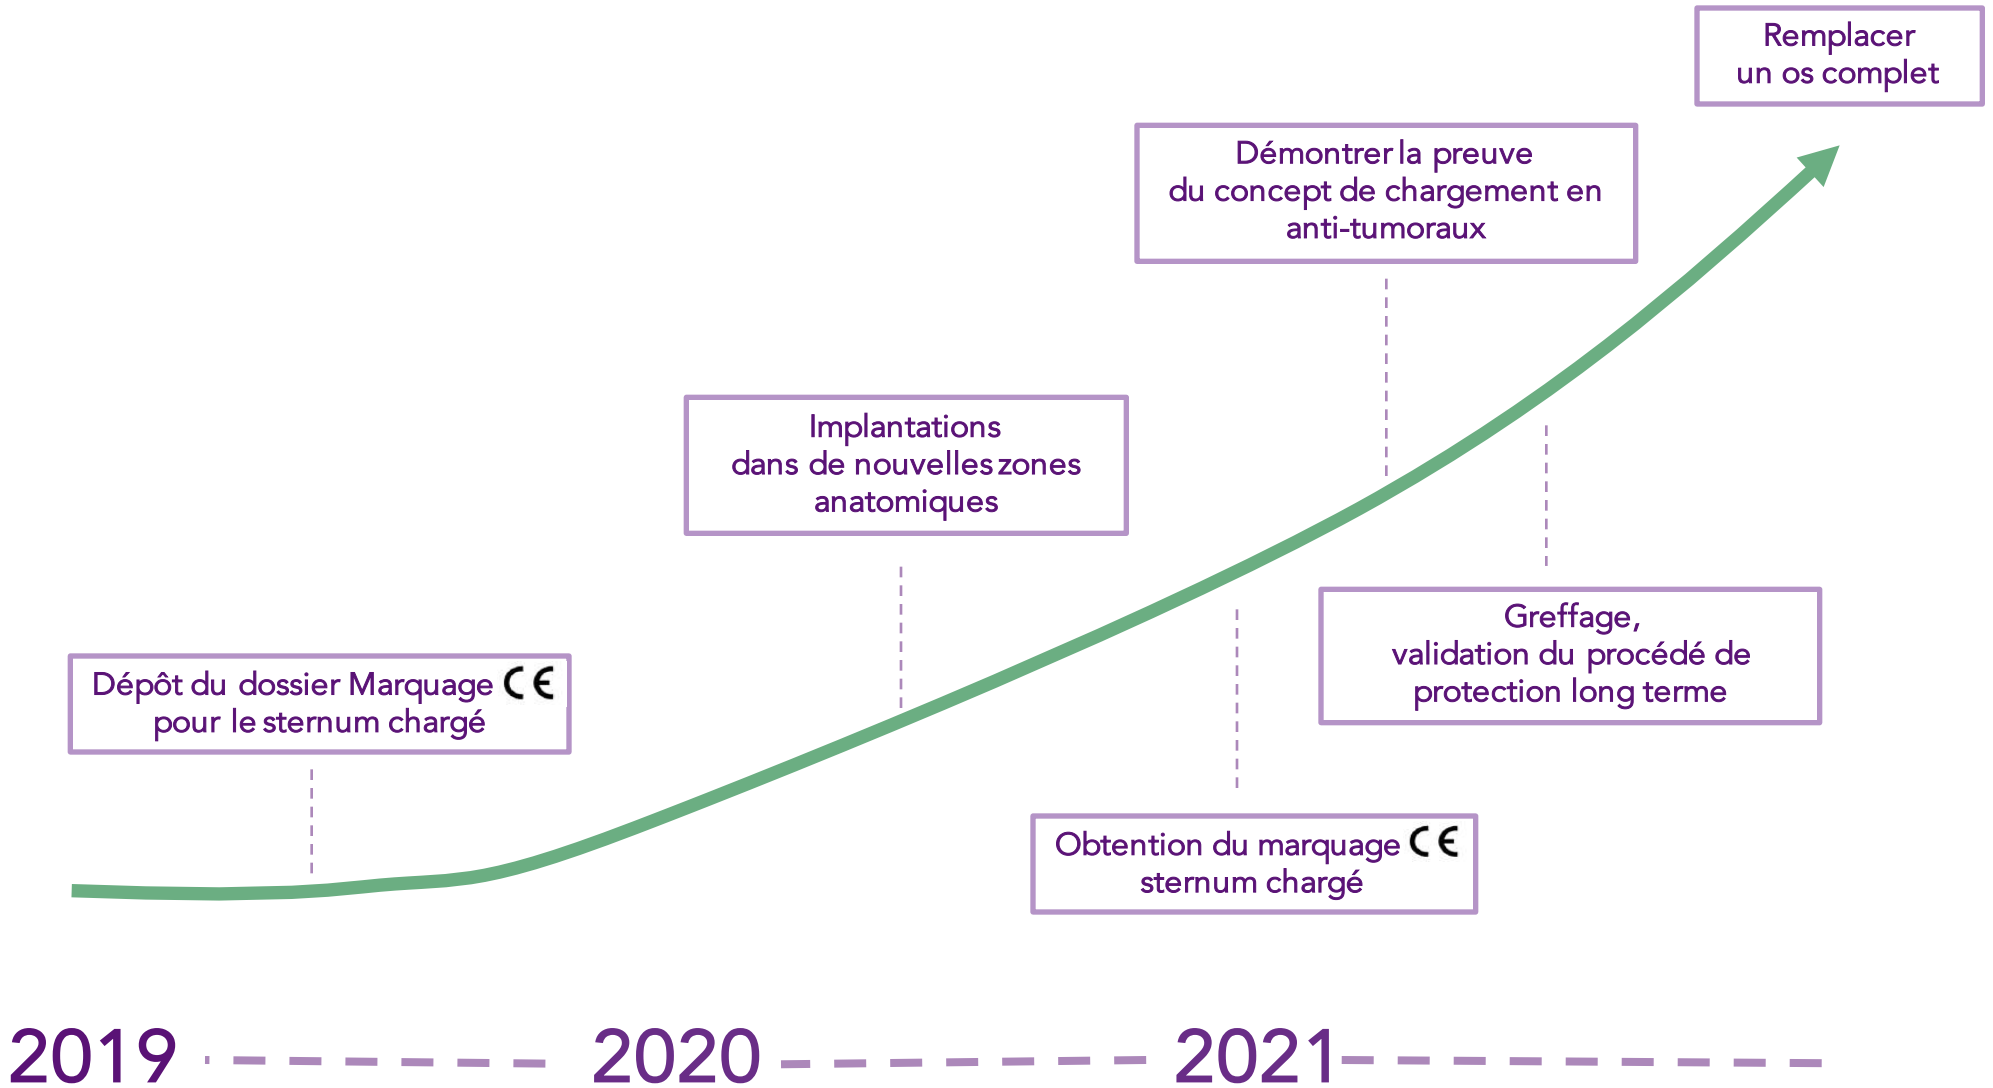 Remplacer
un os complet
Démontrer la preuve
du concept de chargement en
anti-tumoraux
Implantations
dans de nouvelles zones
anatomiques
Greffage,
validation du procédé de
protection long terme
Dépôt du dossier Marquage CE
pour le sternum chargé
Obtention du marquage CE
sternum chargé
2019 2020 2021